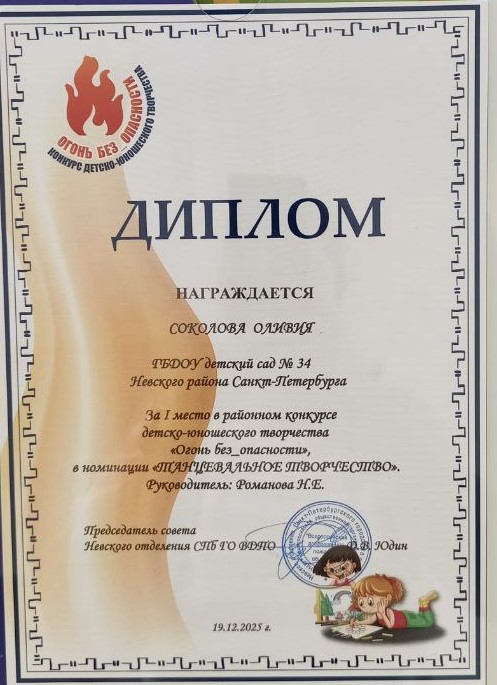 ОГОНЬ БЕЗ_ОПАСНОСТИ
КОНКУРС ДЕТСКО-ЮНОШЕСКОГО ТВОРЧЕСТВА
ДИПЛОМ
НАГРАЖДАЕТСЯ
СОКОЛОВА ОЛИВИЯ
ГБДОУ детский сад № 34
Невского района Санкт-Петербурга
За I место в районном конкурсе
детско-юношеского творчества
«Огонь без_опасности»,
в номинации «ТАНЦЕВАЛЬНОЕ ТВОРЧЕСТВО».
Руководитель: Романова Н.Е.
Председатель совета
Невского отделения СПб ГО ВДПО Д.В. Юдин
19.12.2025 г.